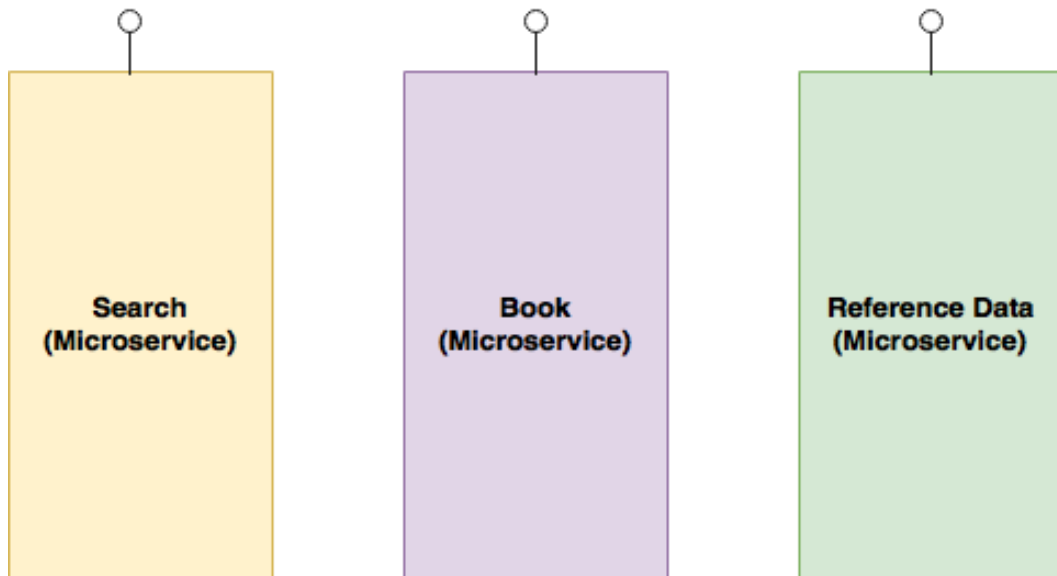 Search
(Microservice)
Book
(Microservice)
Reference Data
(Microservice)